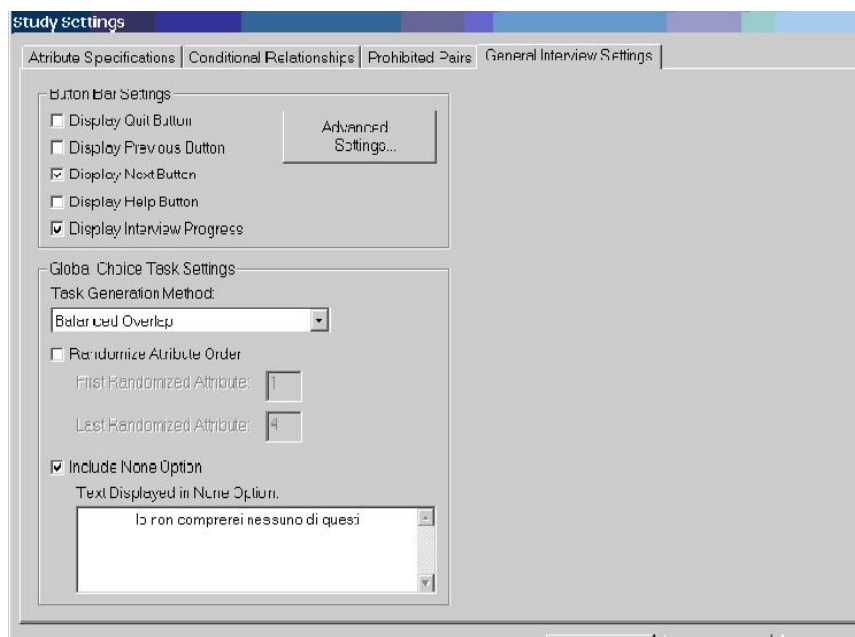 Study Settings
Attribute Specifications Conditional Relationships Prohibited Pairs General Interview Settings
Button Bar Settings
Display Quit Button
Advanced Settings...
Display Previous Button
Display Next Button
Display Help Button
Display Interview Progress
Global Choice Task Settings
Task Generation Method:
Balanced Overlap
Randomize Attribute Order
First Randomized Attribute: 1
Last Randomized Attribute: 4
Include None Option
Text Displayed in None Option:
Io non comprerei nessuno di questi